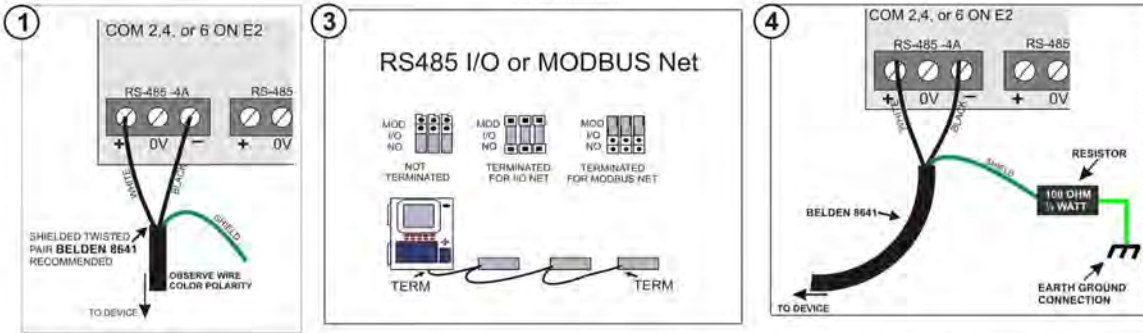 1
COM 2,4, or 6 ON E2
RS-485 -4A
RS-485
+ 0V −
+ 0V
WHITE
BLACK
SHIELD
SHIELDED TWISTED
PAIR BELDEN 8641
RECOMMENDED
OBSERVE WIRE
COLOR POLARITY
TO DEVICE
3
RS485 I/O or MODBUS Net
MOD
I/O
NO
NOT
TERMINATED
MOD
I/O
NO
TERMINATED
FOR I/O NET
MOD
I/O
NO
TERMINATED
FOR MODBUS NET
TERM
TERM
4
COM 2,4, or 6 ON E2
RS-485 -4A
RS-485
+ 0V −
+ 0V
WHITE
BLACK
SHIELD
RESISTOR
100 OHM
½ WATT
BELDEN 8641
TO DEVICE
EARTH GROUND
CONNECTION